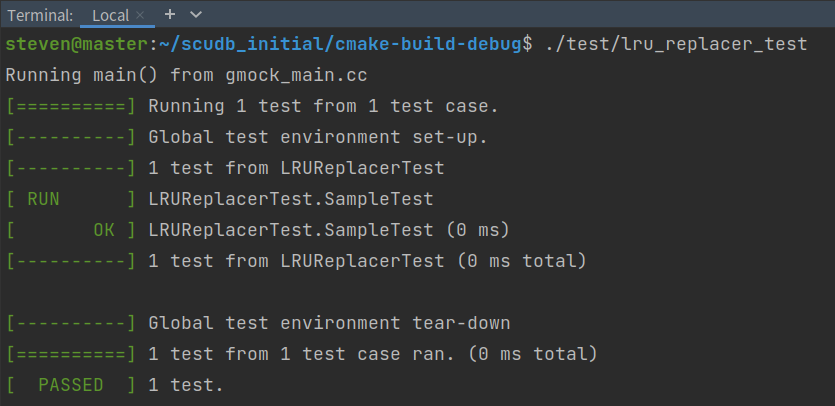 Terminal: Local × +
steven@master:~/scudb_initial/cmake-build-debug$ ./test/lru_replacer_test
Running main() from gmock_main.cc
[==========] Running 1 test from 1 test case.
[----------] Global test environment set-up.
[----------] 1 test from LRUReplacerTest
[ RUN      ] LRUReplacerTest.SampleTest
[       OK ] LRUReplacerTest.SampleTest (0 ms)
[----------] 1 test from LRUReplacerTest (0 ms total)
[----------] Global test environment tear-down
[==========] 1 test from 1 test case ran. (0 ms total)
[  PASSED  ] 1 test.